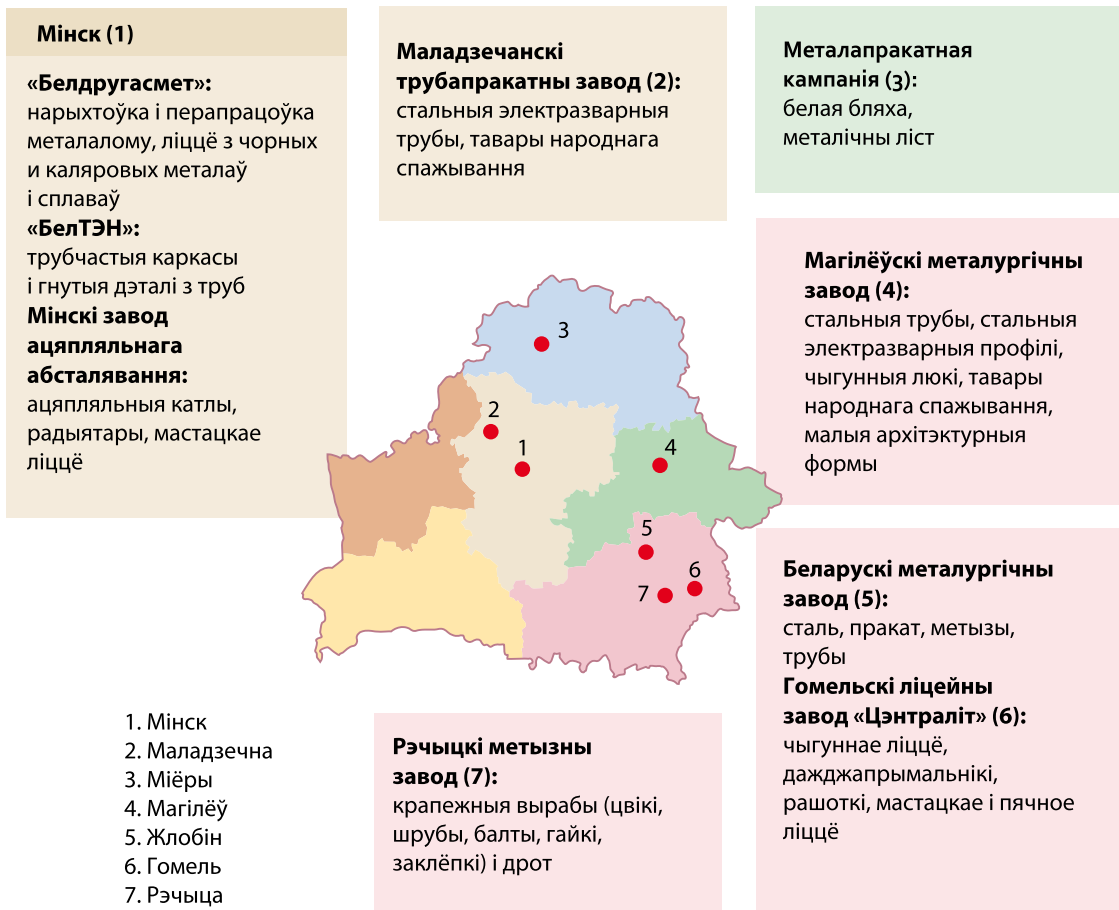 Мінск (1)
«Белдругасмет»:
нарыхтоўка і перапрацоўка
металалому, ліццё з чорных
и каляровых металаў
і сплаваў
«БелТЭН»:
трубчастыя каркасы
і гнутыя дэталі з труб
Мінскі завод
ацяпляльнага
абсталявання:
ацяпляльныя катлы,
радыятары, мастацкае
ліццё
Маладзечанскі
трубапракатны завод (2):
стальныя электразварныя
трубы, тавары народнага
спажывання
Металапракатная
кампанія (3):
белая бляха,
металічны ліст
Магілёўскі металургічны
завод (4):
стальныя трубы, стальныя
электразварныя профілі,
чыгунныя люкі, тавары
народнага спажывання,
малыя архітэктурныя
формы
3
2
1
4
5
6
7
Беларускі металургічны
завод (5):
сталь, пракат, метызы,
трубы
Гомельскі ліцейны
завод «Цэнтраліт» (6):
чыгуннае ліццё,
дажджапрымальнікі,
рашоткі, мастацкае і пячное
ліццё
1. Мінск
2. Маладзечна
3. Міёры
4. Магілёў
5. Жлобін
6. Гомель
7. Рэчыца
Рэчыцкі метызны
завод (7):
крапежныя вырабы (цвікі,
шрубы, балты, гайкі,
заклёпкі) і дрот